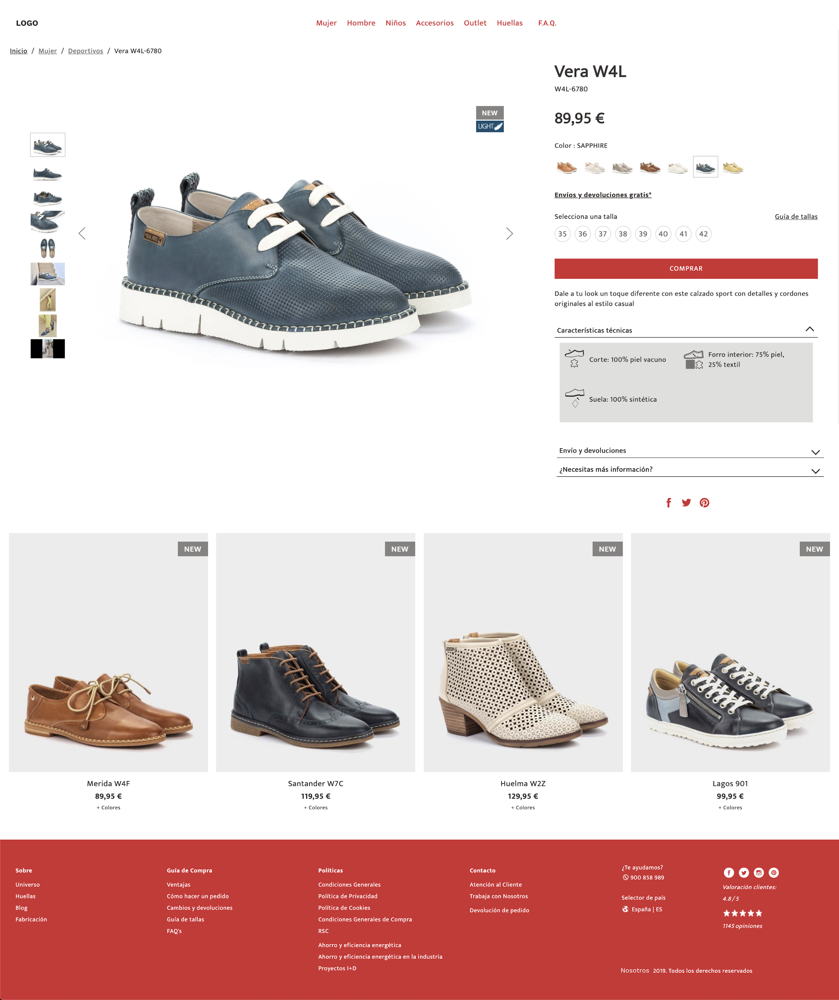 LOGO
Mujer Hombre Niños Accesorios Outlet Huellas F.A.Q.
Inicio / Mujer / Deportivos / Vera W4L-6780
Vera W4L
W4L-6780
NEW
LIGHT
89,95 €
Color : SAPPHIRE
Envíos y devoluciones gratis*
Selecciona una talla Guía de tallas
35 36 37 38 39 40 41 42
PIKOLINOS
COMPRAR
Dale a tu look un toque diferente con este calzado sport con detalles y cordones
originales al estilo casual
Características técnicas
Corte: 100% piel vacuno
Forro interior: 75% piel,
25% textil
Suela: 100% sintética
Envío y devoluciones
¿Necesitas más información?
NEW
NEW
NEW
NEW
Merida W4F
89,95 €
+ Colores
Santander W7C
119,95 €
+ Colores
Huelma W2Z
129,95 €
+ Colores
Lagos 901
99,95 €
+ Colores
Sobre
Universo
Huellas
Blog
Fabricación
Guía de Compra
Ventajas
Cómo hacer un pedido
Cambios y devoluciones
Guía de tallas
FAQ's
Políticas
Condiciones Generales
Política de Privacidad
Política de Cookies
Condiciones Generales de Compra
RSC
Ahorro y eficiencia energética
Ahorro y eficiencia energética en la industria
Proyectos I+D
Contacto
Atención al Cliente
Trabaja con Nosotros
Devolución de pedido
¿Te ayudamos?
900 858 989
Selector de país
España | ES
Valoración clientes:
4.8 / 5
1145 opiniones
Nosotros 2019. Todos los derechos reservados